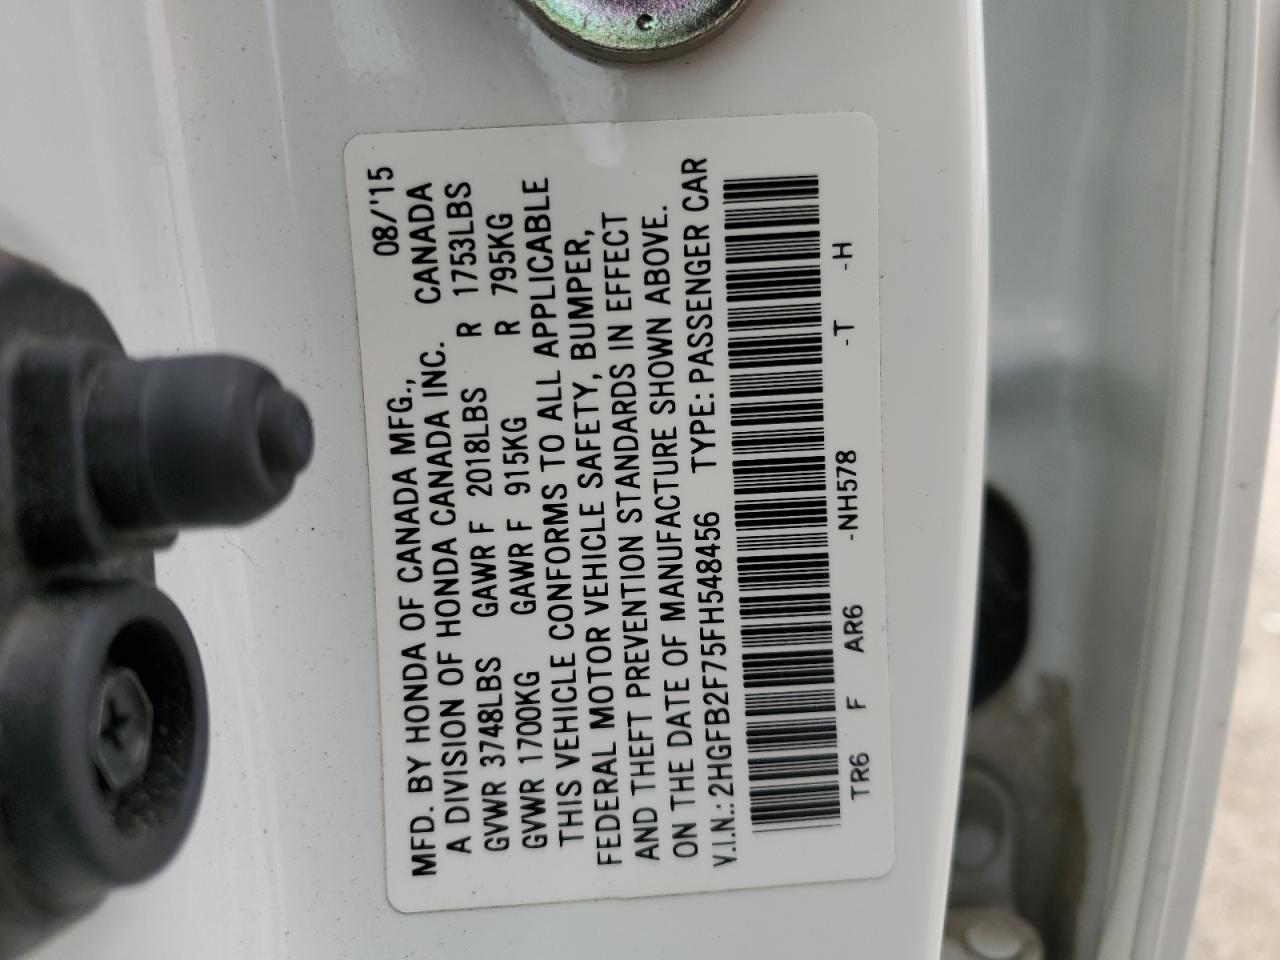 MFD. BY HONDA OF CANADA MFG., 08/'15
A DIVISION OF HONDA CANADA INC. CANADA
GVWR 3748LBS GAWR F 2018LBS R 1753LBS
GVWR 1700KG GAWR F 915KG R 795KG
THIS VEHICLE CONFORMS TO ALL APPLICABLE
FEDERAL MOTOR VEHICLE SAFETY, BUMPER,
AND THEFT PREVENTION STANDARDS IN EFFECT
ON THE DATE OF MANUFACTURE SHOWN ABOVE.
V.I.N.: 2HGFB2F75FH548456 TYPE: PASSENGER CAR
TR6 F AR6 -NH578 -T -H